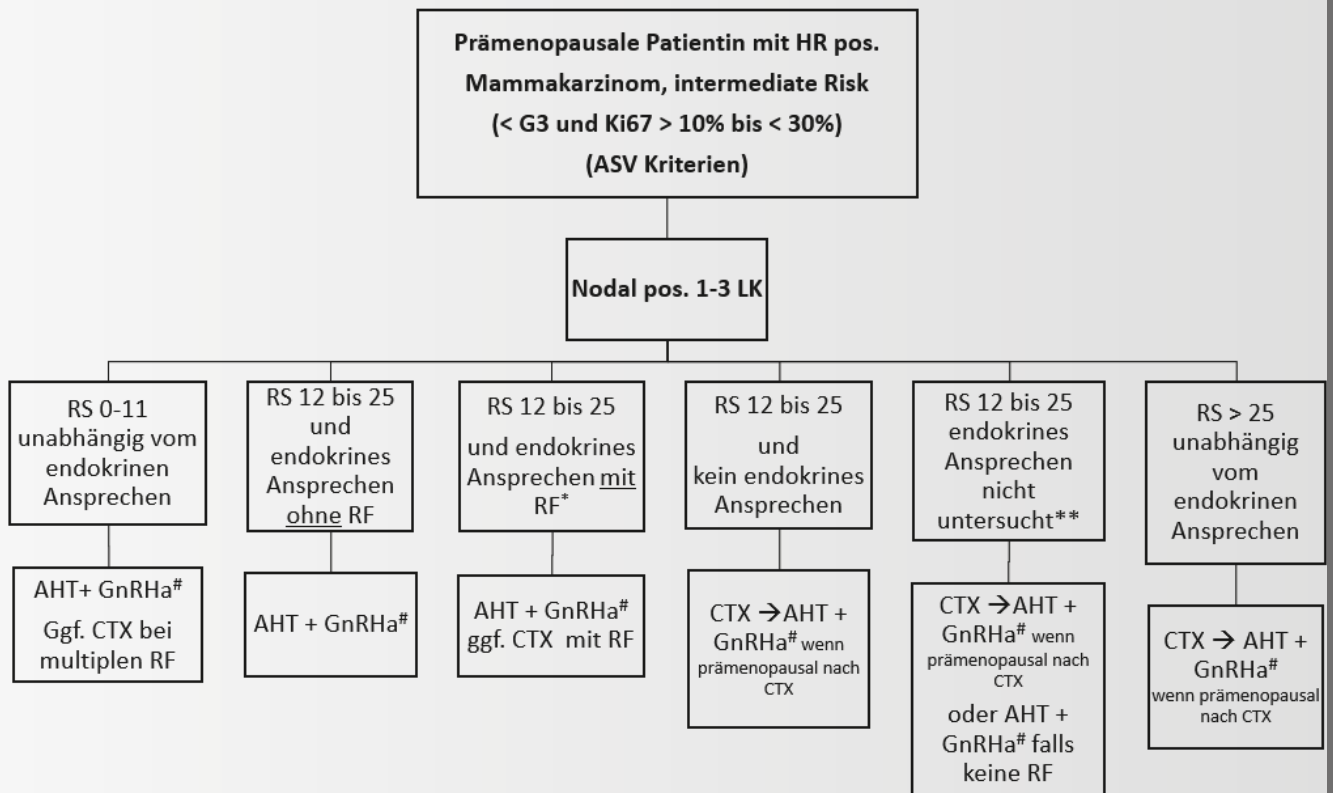 Prämenopausale Patientin mit HR pos.
Mammakarzinom, intermediate Risk
(< G3 und Ki67 > 10% bis < 30%)
(ASV Kriterien)
Nodal pos. 1-3 LK
RS 0-11
unabhängig vom
endokrinen
Ansprechen
AHT+ GnRHa#
Ggf. CTX bei
multiplen RF
RS 12 bis 25
und
endokrines
Ansprechen
ohne RF
AHT + GnRHa#
RS 12 bis 25
und endokrines
Ansprechen mit
RF*
AHT + GnRHa#
ggf. CTX mit RF
RS 12 bis 25
und
kein endokrines
Ansprechen
CTX →AHT +
GnRHa# wenn
prämenopausal nach
CTX
RS 12 bis 25
endokrines
Ansprechen
nicht
untersucht**
CTX →AHT +
GnRHa# wenn
prämenopausal nach
CTX
oder AHT +
GnRHa# falls
keine RF
RS > 25
unabhängig
vom
endokrinen
Ansprechen
CTX → AHT +
GnRHa#
wenn prämenopausal
nach CTX